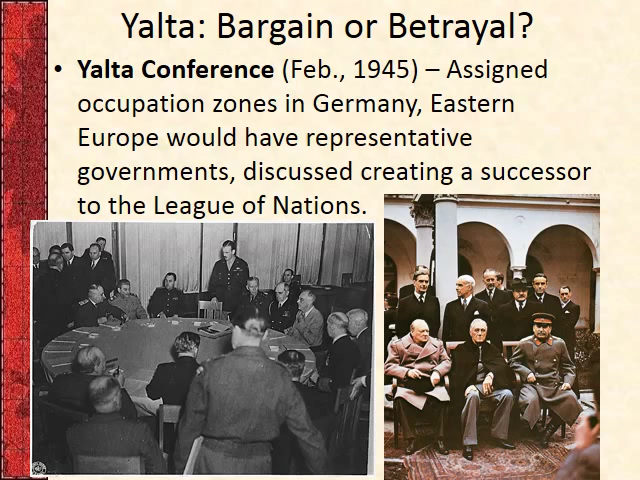 Yalta: Bargain or Betrayal?
• Yalta Conference (Feb., 1945) – Assigned
occupation zones in Germany, Eastern
Europe would have representative
governments, discussed creating a successor
to the League of Nations.